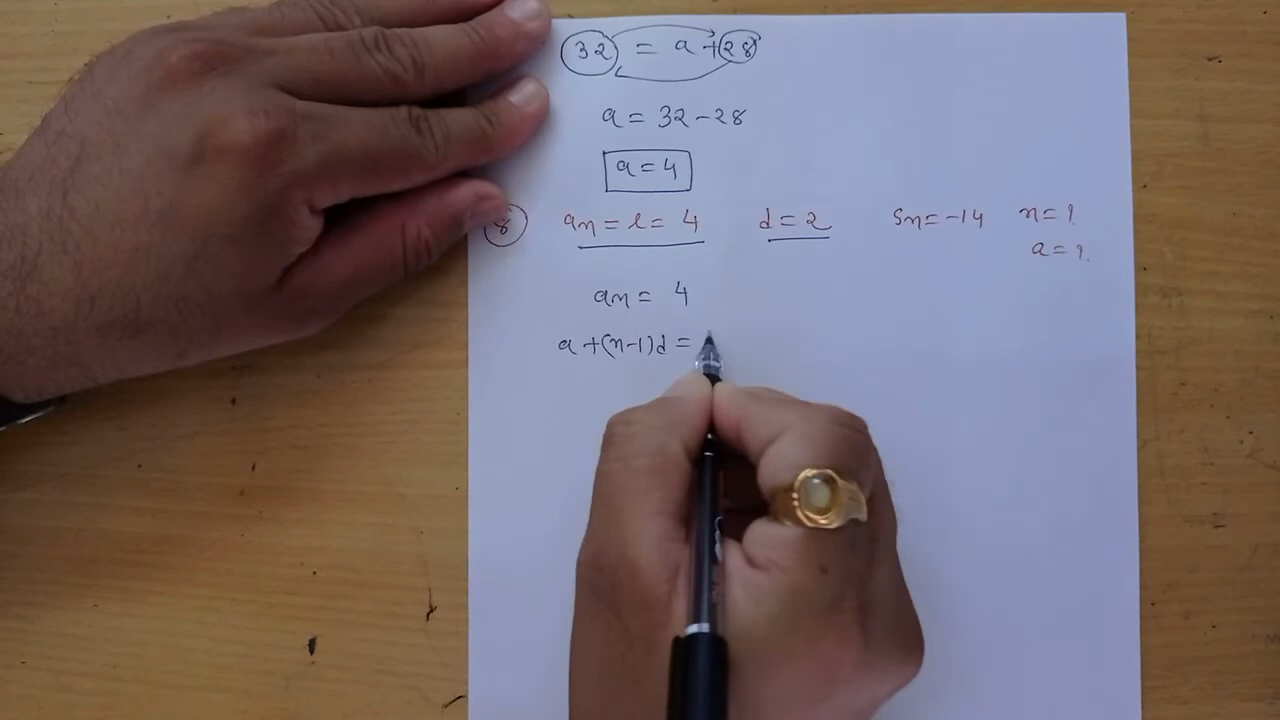 32 = a + 28
a = 32 - 28
a = 4
8 an = l = 4 d = 2 Sn = -14 n = ?
a = ?
an = 4
a + (n-1)d =